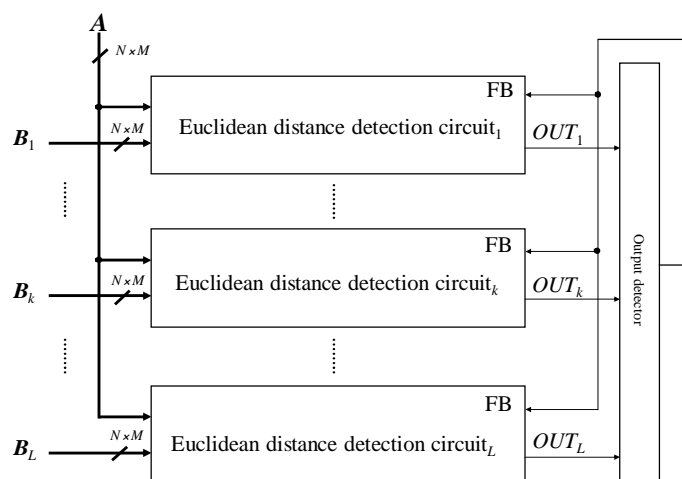 A
N×M
FB
Euclidean distance detection circuit1
B1
N×M
OUT1
FB
Euclidean distance detection circuitk
Bk
N×M
OUTk
Output detector
FB
Euclidean distance detection circuitL
BL
N×M
OUTL